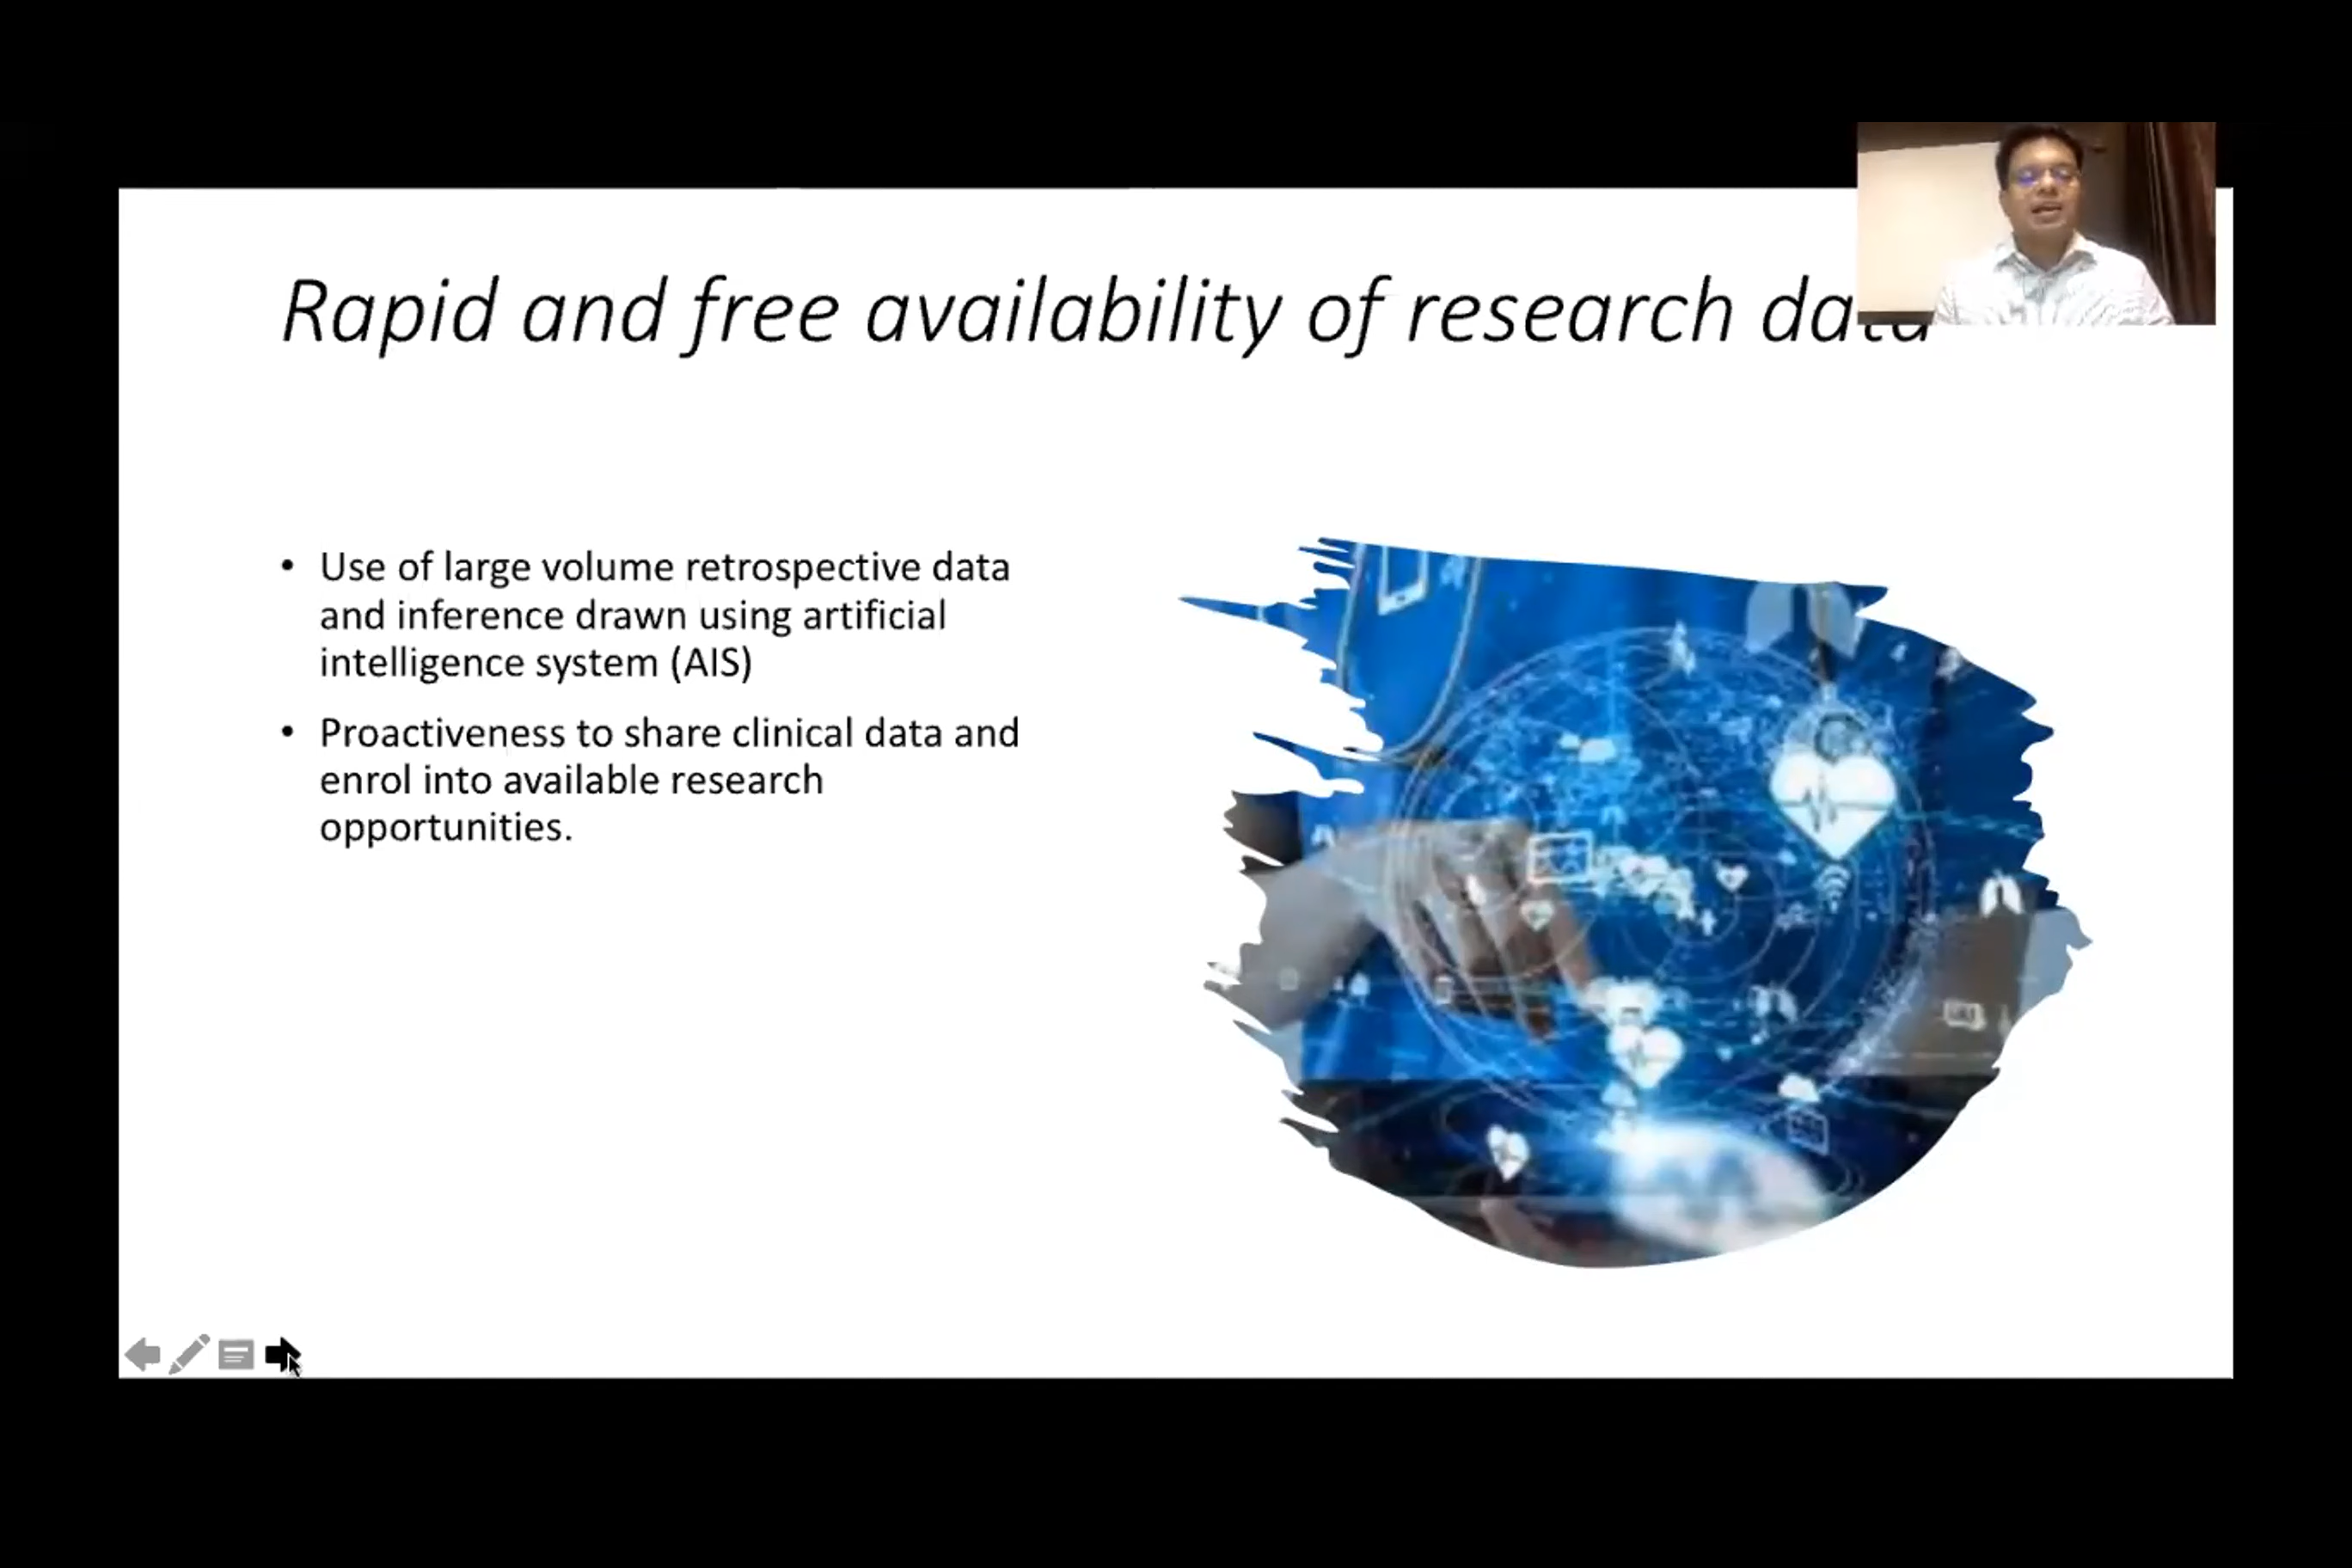 Rapid and free availability of research data
• Use of large volume retrospective data
and inference drawn using artificial
intelligence system (AIS)
• Proactiveness to share clinical data and
enrol into available research
opportunities.